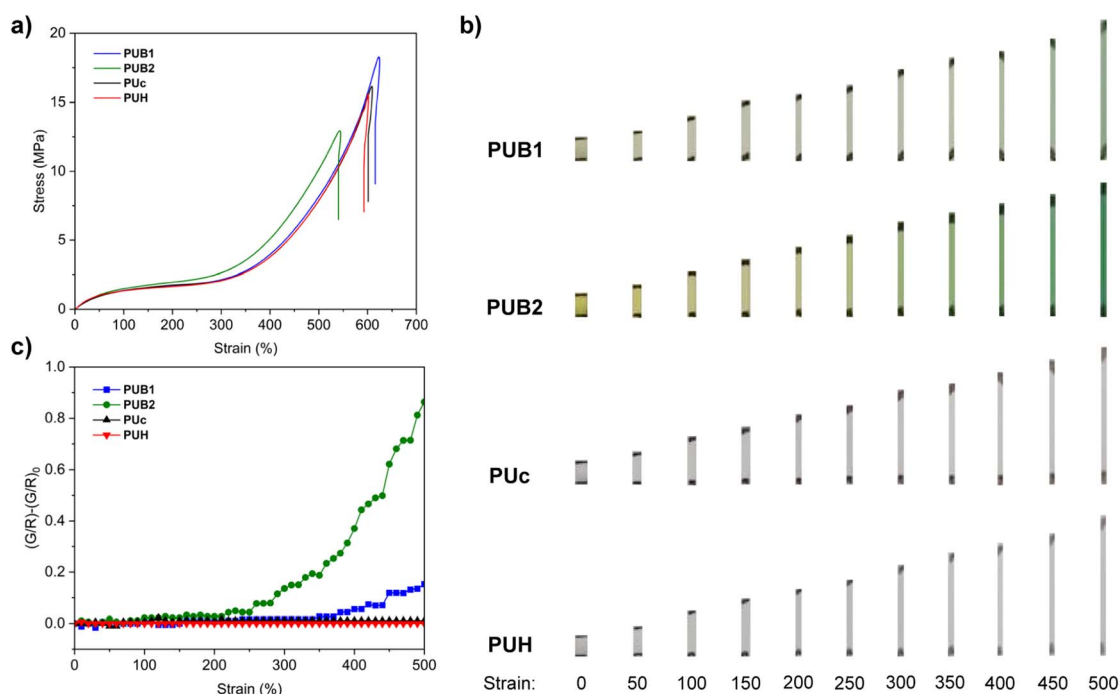 a)
20
15
10
5
0
Stress (MPa)
PUB1
PUB2
PUc
PUH
0 100 200 300 400 500 600 700
Strain (%)
b)
PUB1
PUB2
PUc
PUH
Strain: 0 50 100 150 200 250 300 350 400 450 500
c)
1.0
0.8
0.6
0.4
0.2
0.0
(G/R)-(G/R)0
PUB1
PUB2
PUc
PUH
0 100 200 300 400 500
Strain (%)